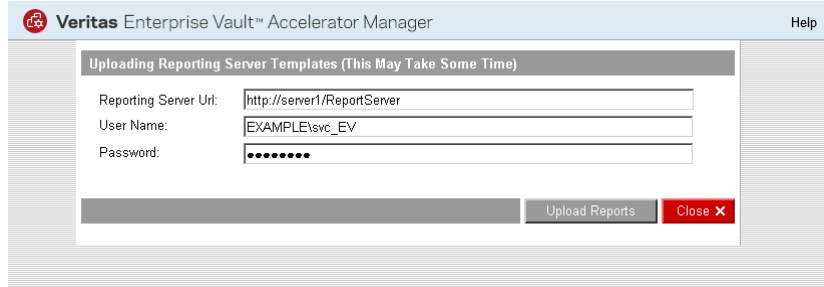 Veritas Enterprise Vault™ Accelerator Manager
Help
Uploading Reporting Server Templates (This May Take Some Time)
Reporting Server Url: http://server1/ReportServer
User Name: EXAMPLE\svc_EV
Password: ●●●●●●●●
Upload Reports Close ✕